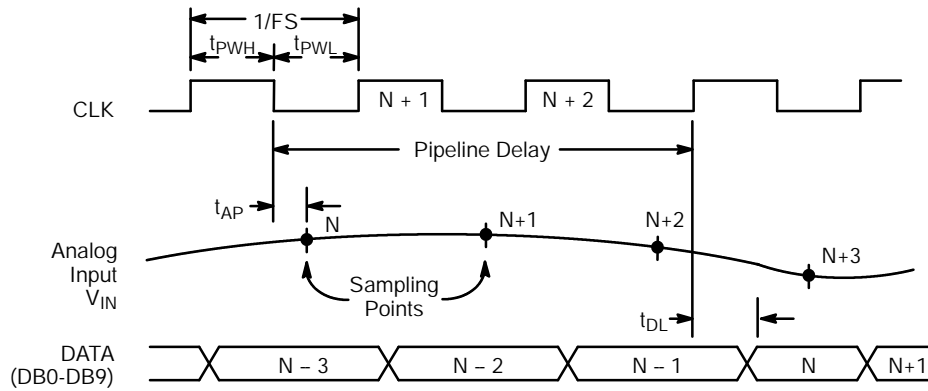 1/FS
tPWH tPWL
CLK
N + 1
N + 2
Pipeline Delay
tAP
N
N+1
N+2
N+3
Analog
Input
VIN
Sampling
Points
tDL
DATA
(DB0-DB9)
N – 3
N – 2
N – 1
N
N+1